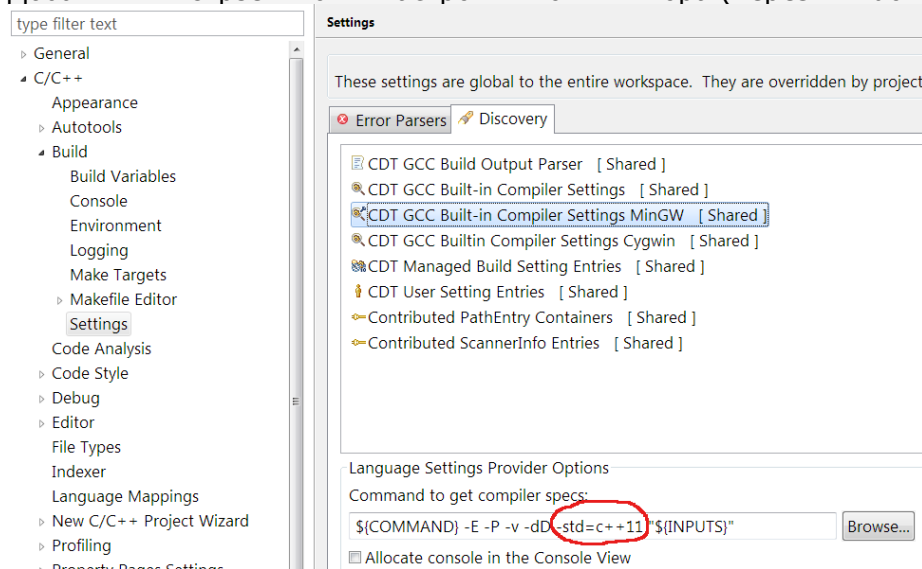 type filter text
General
C/C++
Appearance
Autotools
Build
Build Variables
Console
Environment
Logging
Make Targets
Makefile Editor
Settings
Code Analysis
Code Style
Debug
Editor
File Types
Indexer
Language Mappings
New C/C++ Project Wizard
Profiling
Property Pages Settings
Settings
These settings are global to the entire workspace. They are overridden by project
Error Parsers
Discovery
CDT GCC Build Output Parser [ Shared ]
CDT GCC Built-in Compiler Settings [ Shared ]
CDT GCC Built-in Compiler Settings MinGW [ Shared ]
CDT GCC Builtin Compiler Settings Cygwin [ Shared ]
CDT Managed Build Setting Entries [ Shared ]
CDT User Setting Entries [ Shared ]
Contributed PathEntry Containers [ Shared ]
Contributed ScannerInfo Entries [ Shared ]
Language Settings Provider Options
Command to get compiler specs:
${COMMAND} -E -P -v -dD -std=c++11 "${INPUTS}"
Browse...
Allocate console in the Console View